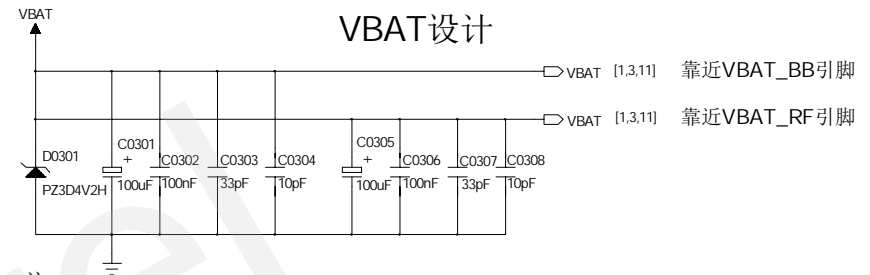 VBAT
VBAT设计
VBAT [1,3,11] 靠近VBAT_BB引脚
VBAT [1,3,11] 靠近VBAT_RF引脚
D0301
PZ3D4V2H
C0301
+
100uF
C0302
100nF
C0303
33pF
C0304
10pF
C0305
+
100uF
C0306
100nF
C0307
33pF
C0308
10pF